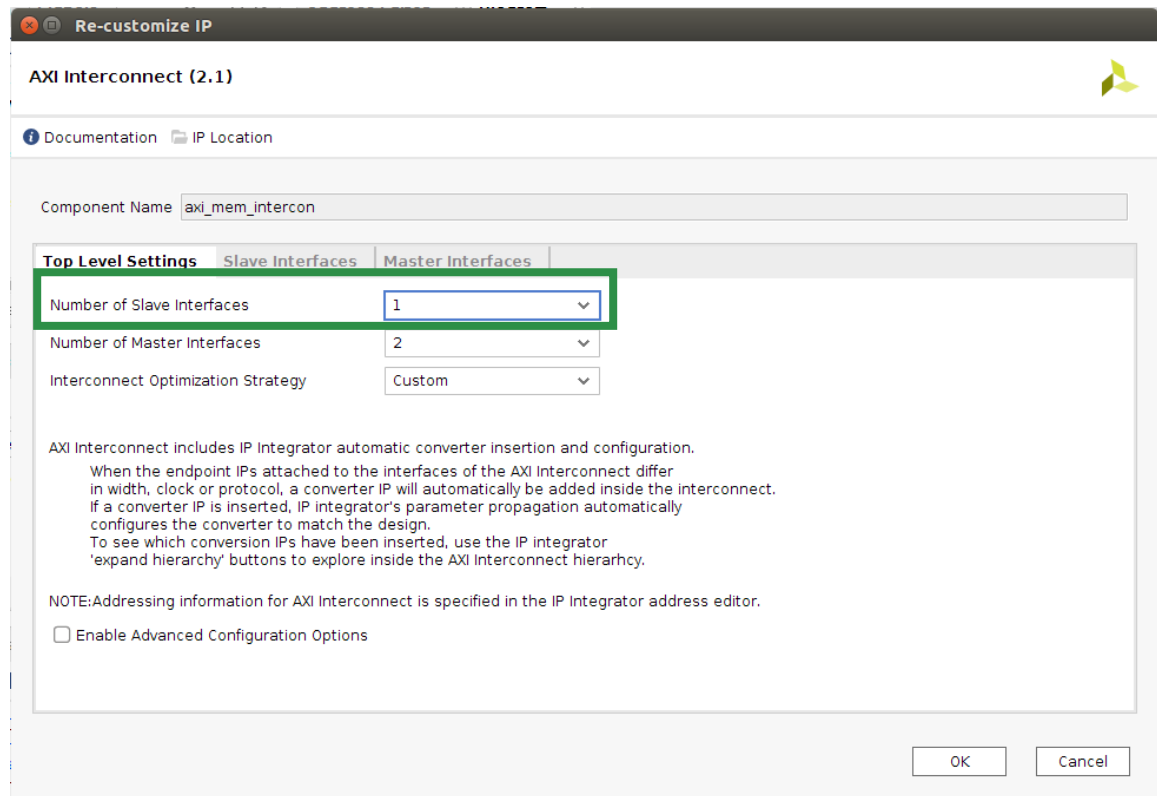 Re-customize IP
AXI Interconnect (2.1)
Documentation IP Location
Component Name axi_mem_intercon
Top Level Settings Slave Interfaces Master Interfaces
Number of Slave Interfaces 1
Number of Master Interfaces 2
Interconnect Optimization Strategy Custom
AXI Interconnect includes IP Integrator automatic converter insertion and configuration.
When the endpoint IPs attached to the interfaces of the AXI Interconnect differ
in width, clock or protocol, a converter IP will automatically be added inside the interconnect.
If a converter IP is inserted, IP integrator's parameter propagation automatically
configures the converter to match the design.
To see which conversion IPs have been inserted, use the IP integrator
'expand hierarchy' buttons to explore inside the AXI Interconnect hierarhcy.
NOTE:Addressing information for AXI Interconnect is specified in the IP Integrator address editor.
Enable Advanced Configuration Options
OK Cancel